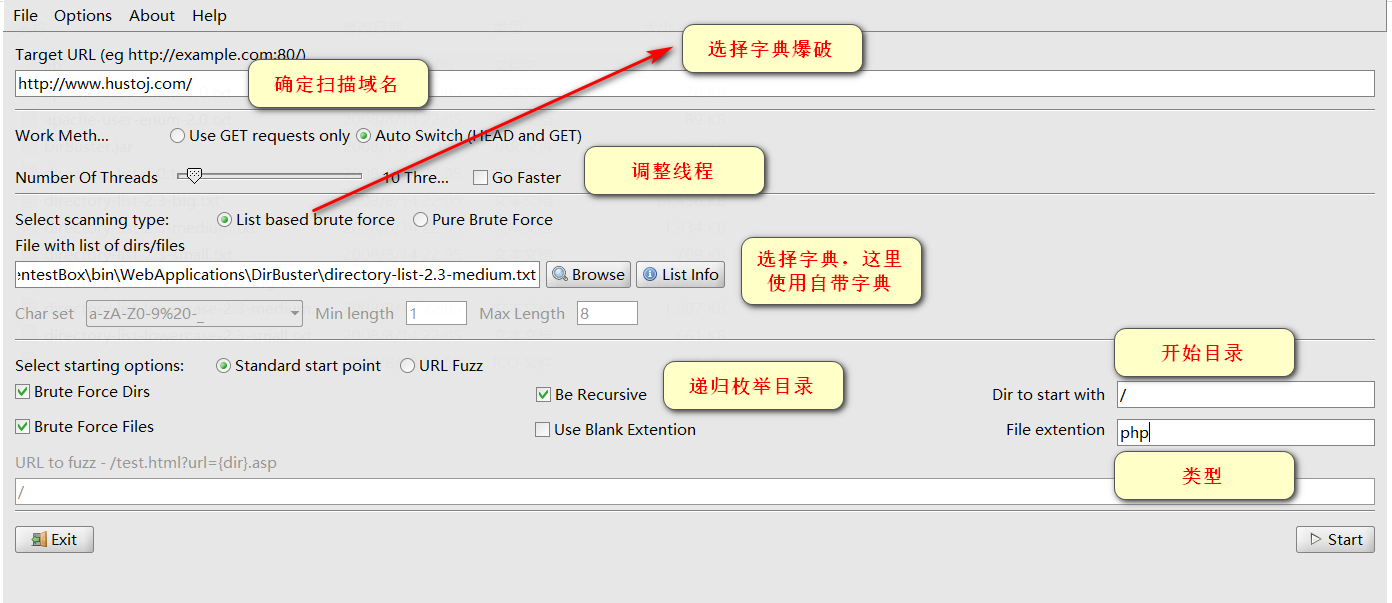 File Options About Help
Target URL (eg http://example.com:80/)
选择字典爆破
http://www.hustoj.com/
确定扫描域名
Work Meth... Use GET requests only Auto Switch (HEAD and GET)
Number Of Threads 10 Thre... Go Faster
调整线程
Select scanning type: List based brute force Pure Brute Force
File with list of dirs/files
entestBox\bin\WebApplications\DirBuster\directory-list-2.3-medium.txt Browse List Info
选择字典，这里
使用自带字典
Char set a-zA-Z0-9%20-_ Min length 1 Max Length 8
Select starting options: Standard start point URL Fuzz
开始目录
Brute Force Dirs Be Recursive
递归枚举目录
Dir to start with /
Brute Force Files Use Blank Extention File extention php
URL to fuzz - /test.html?url={dir}.asp
类型
/
Exit Start